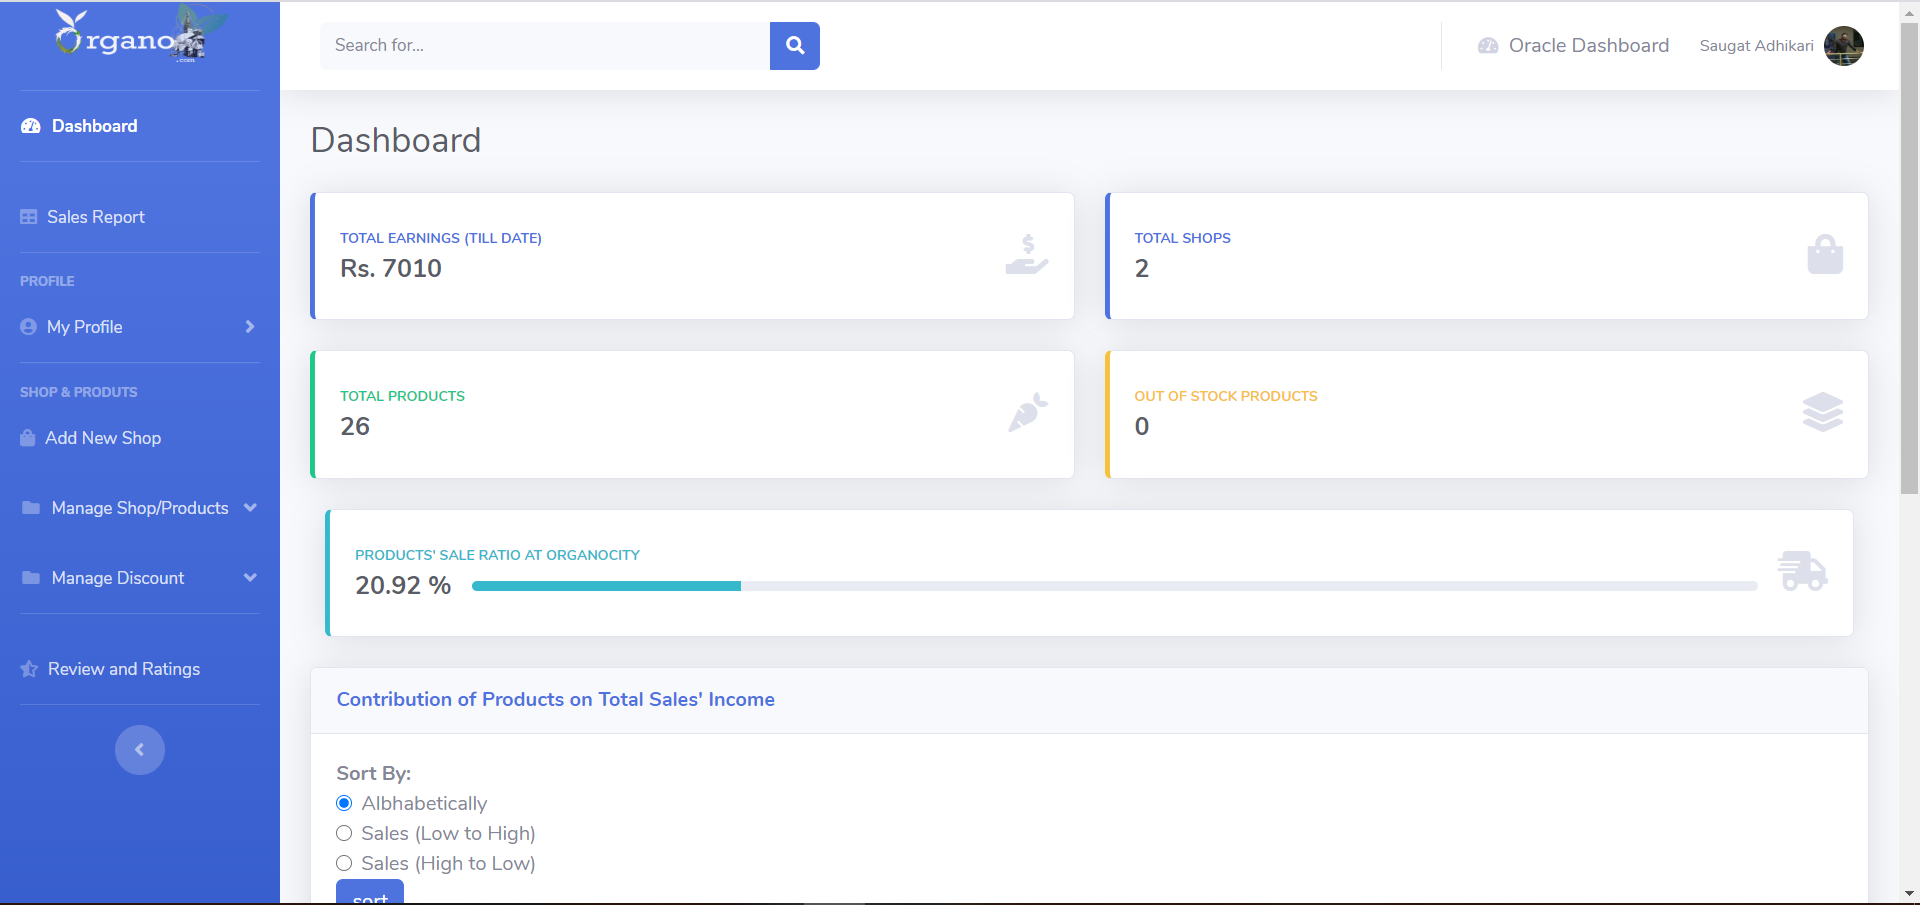 Organo
.com
Dashboard
Sales Report
PROFILE
My Profile
SHOP & PRODUTS
Add New Shop
Manage Shop/Products
Manage Discount
Review and Ratings
Search for...
Oracle Dashboard
Saugat Adhikari
Dashboard
TOTAL EARNINGS (TILL DATE)
Rs. 7010
TOTAL SHOPS
2
TOTAL PRODUCTS
26
OUT OF STOCK PRODUCTS
0
PRODUCTS' SALE RATIO AT ORGANOCITY
20.92 %
Contribution of Products on Total Sales' Income
Sort By:
Albhabetically
Sales (Low to High)
Sales (High to Low)
sort